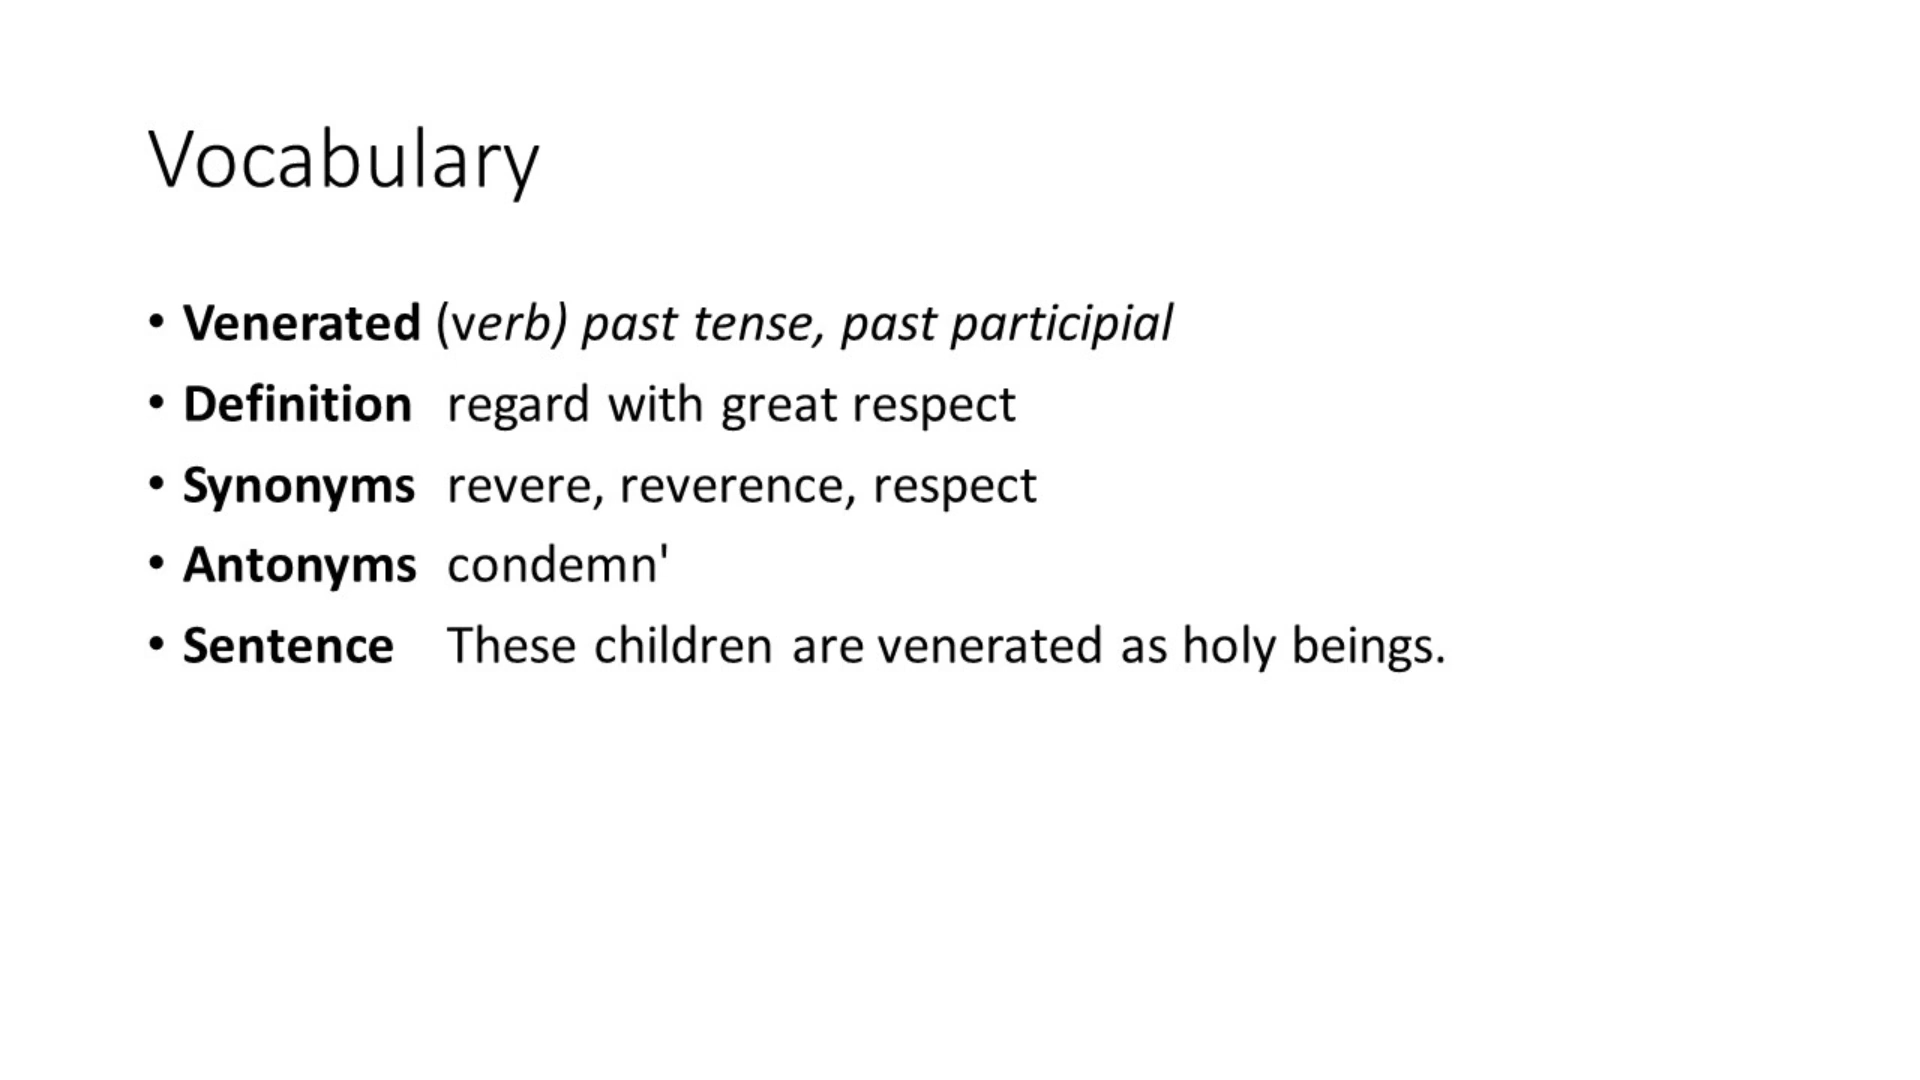 Vocabulary
• Venerated (verb) past tense, past participial
• Definition regard with great respect
• Synonyms revere, reverence, respect
• Antonyms condemn'
• Sentence These children are venerated as holy beings.